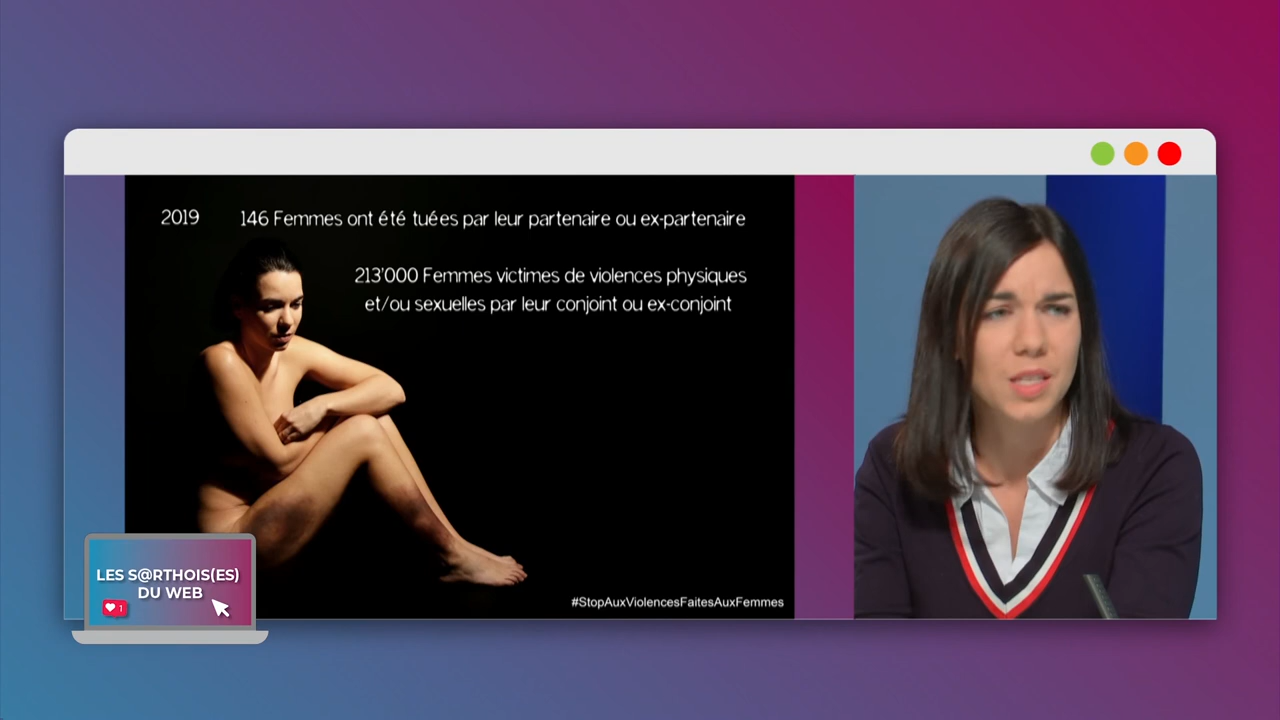 2019
146 Femmes ont été tuées par leur partenaire ou ex-partenaire
213'000 Femmes victimes de violences physiques
et/ou sexuelles par leur conjoint ou ex-conjoint
#StopAuxViolencesFaitesAuxFemmes
LES S@RTHOIS(ES)
DU WEB
1